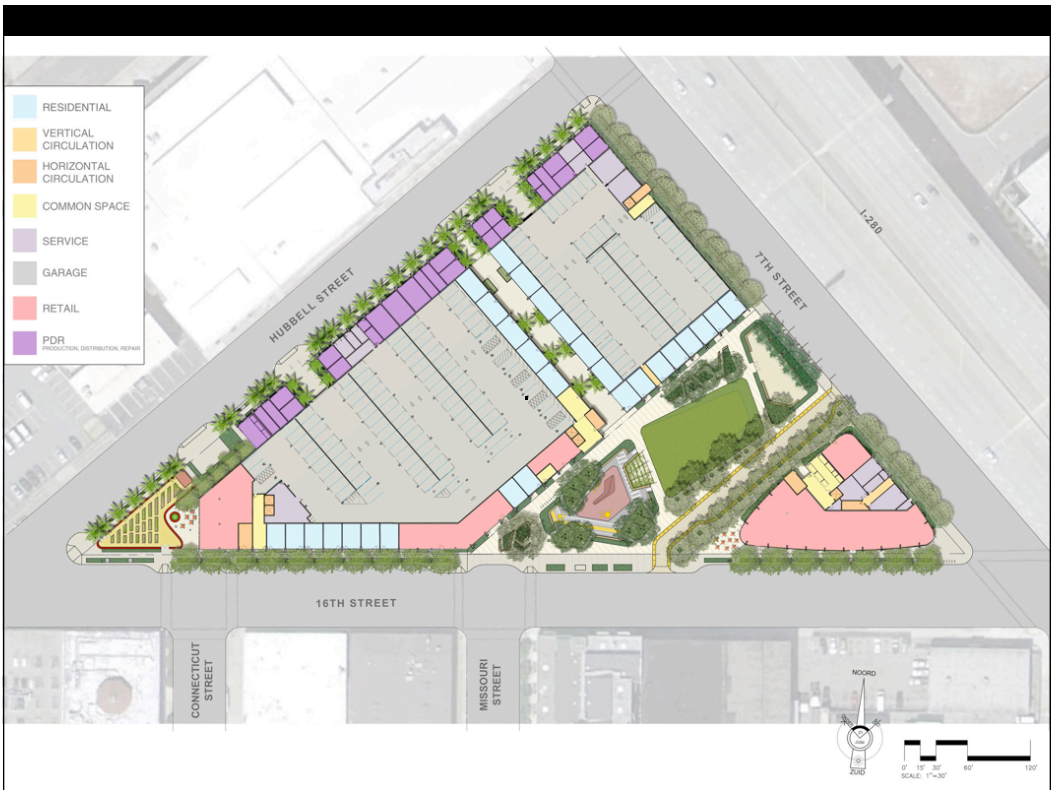 RESIDENTIAL
VERTICAL
CIRCULATION
HORIZONTAL
CIRCULATION
COMMON SPACE
SERVICE
GARAGE
RETAIL
PDR
PRODUCTION, DISTRIBUTION, REPAIR
HUBBELL STREET
I-280
7TH STREET
16TH STREET
CONNECTICUT
STREET
MISSOURI
STREET
NOORD
ZUID
0' 15' 30' 60' 120'
SCALE: 1"=30'